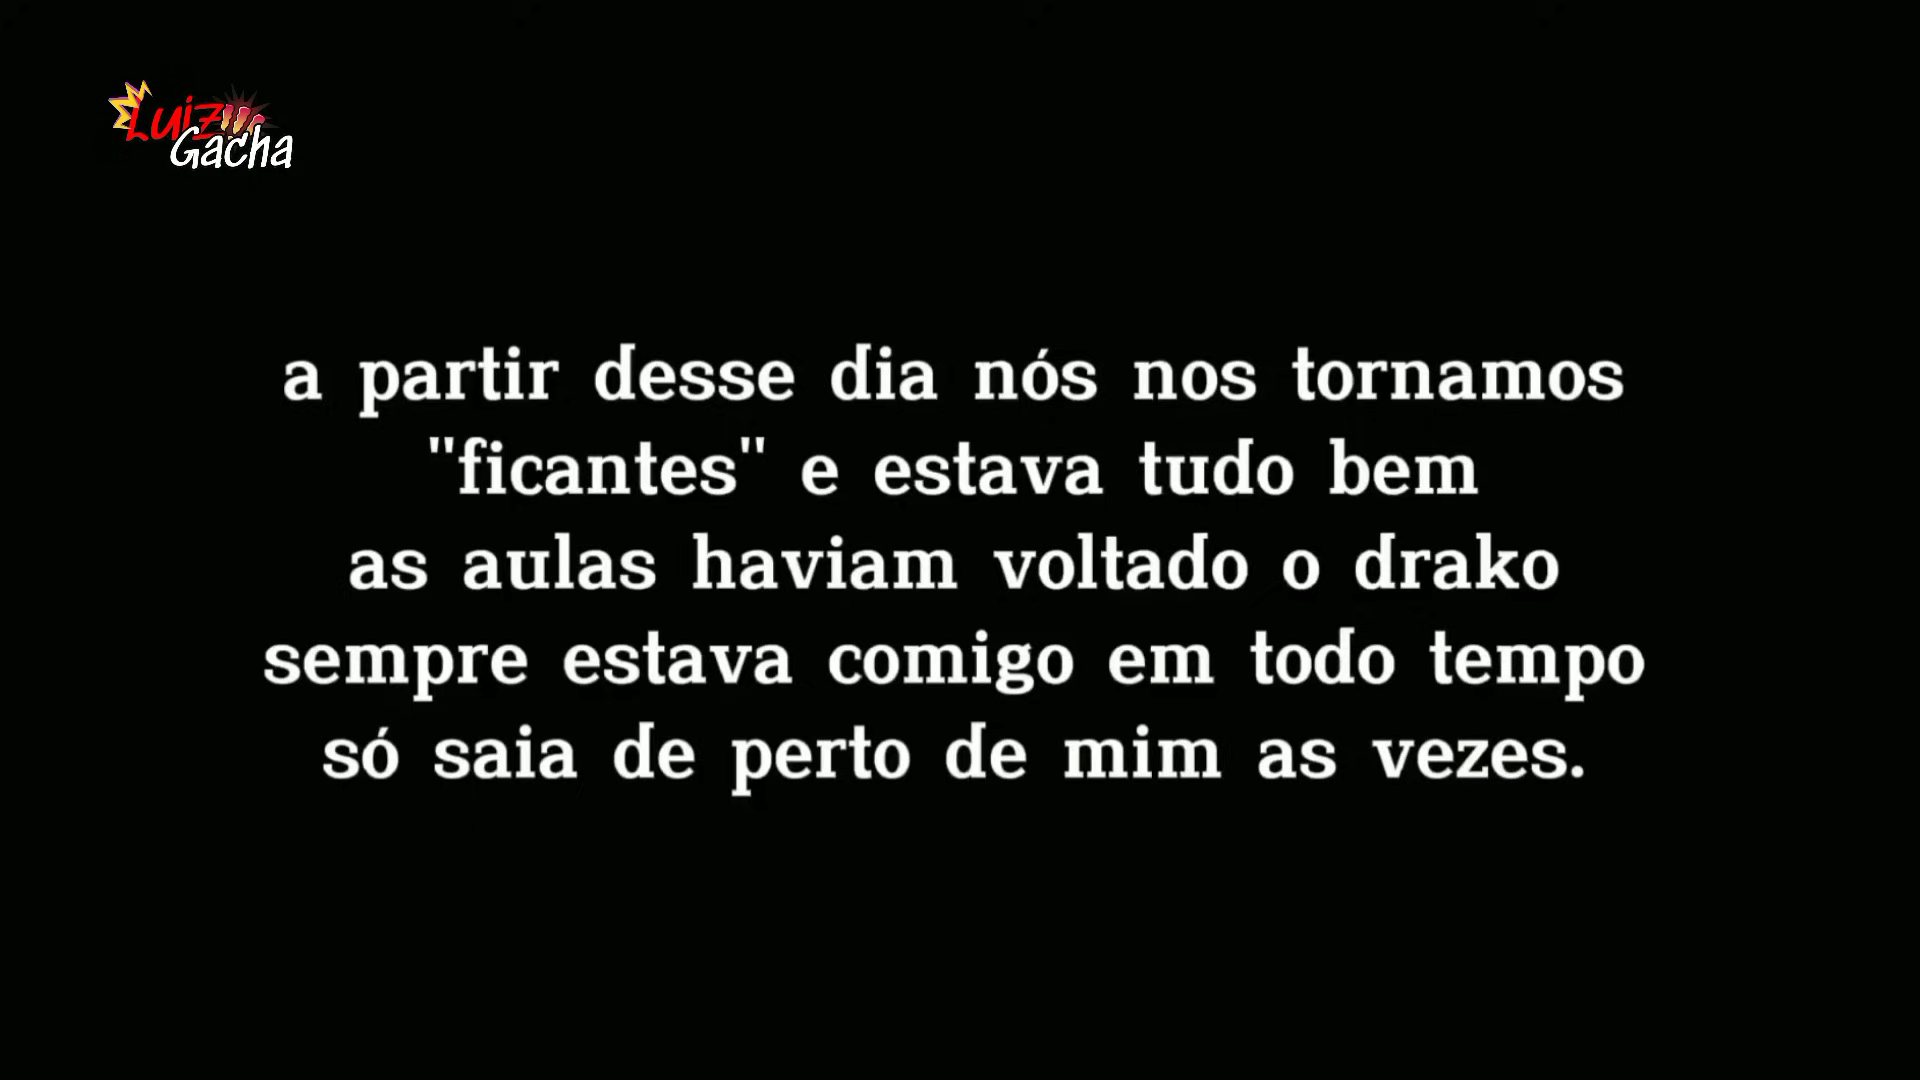 Luiz
Gacha
a partir desse dia nós nos tornamos
"ficantes" e estava tudo bem
as aulas haviam voltado o drako
sempre estava comigo em todo tempo
só saia de perto de mim as vezes.